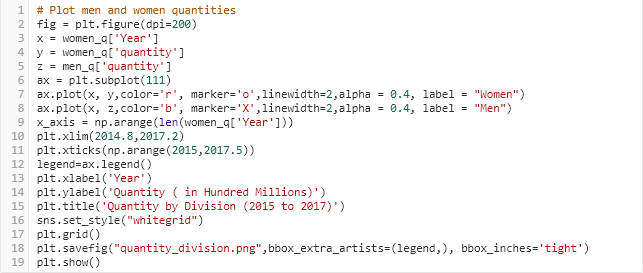 1 # Plot men and women quantities
2 fig = plt.figure(dpi=200)
3 x = women_q['Year']
4 y = women_q['quantity']
5 z = men_q['quantity']
6 ax = plt.subplot(111)
7 ax.plot(x, y,color='r', marker='o',linewidth=2,alpha = 0.4, label = "Women")
8 ax.plot(x, z,color='b', marker='X',linewidth=2,alpha = 0.4, label = "Men")
9 x_axis = np.arange(len(women_q['Year']))
10 plt.xlim(2014.8,2017.2)
11 plt.xticks(np.arange(2015,2017.5))
12 legend=ax.legend()
13 plt.xlabel('Year')
14 plt.ylabel('Quantity ( in Hundred Millions)')
15 plt.title('Quantity by Division (2015 to 2017)')
16 sns.set_style("whitegrid")
17 plt.grid()
18 plt.savefig("quantity_division.png",bbox_extra_artists=(legend,), bbox_inches='tight')
19 plt.show()